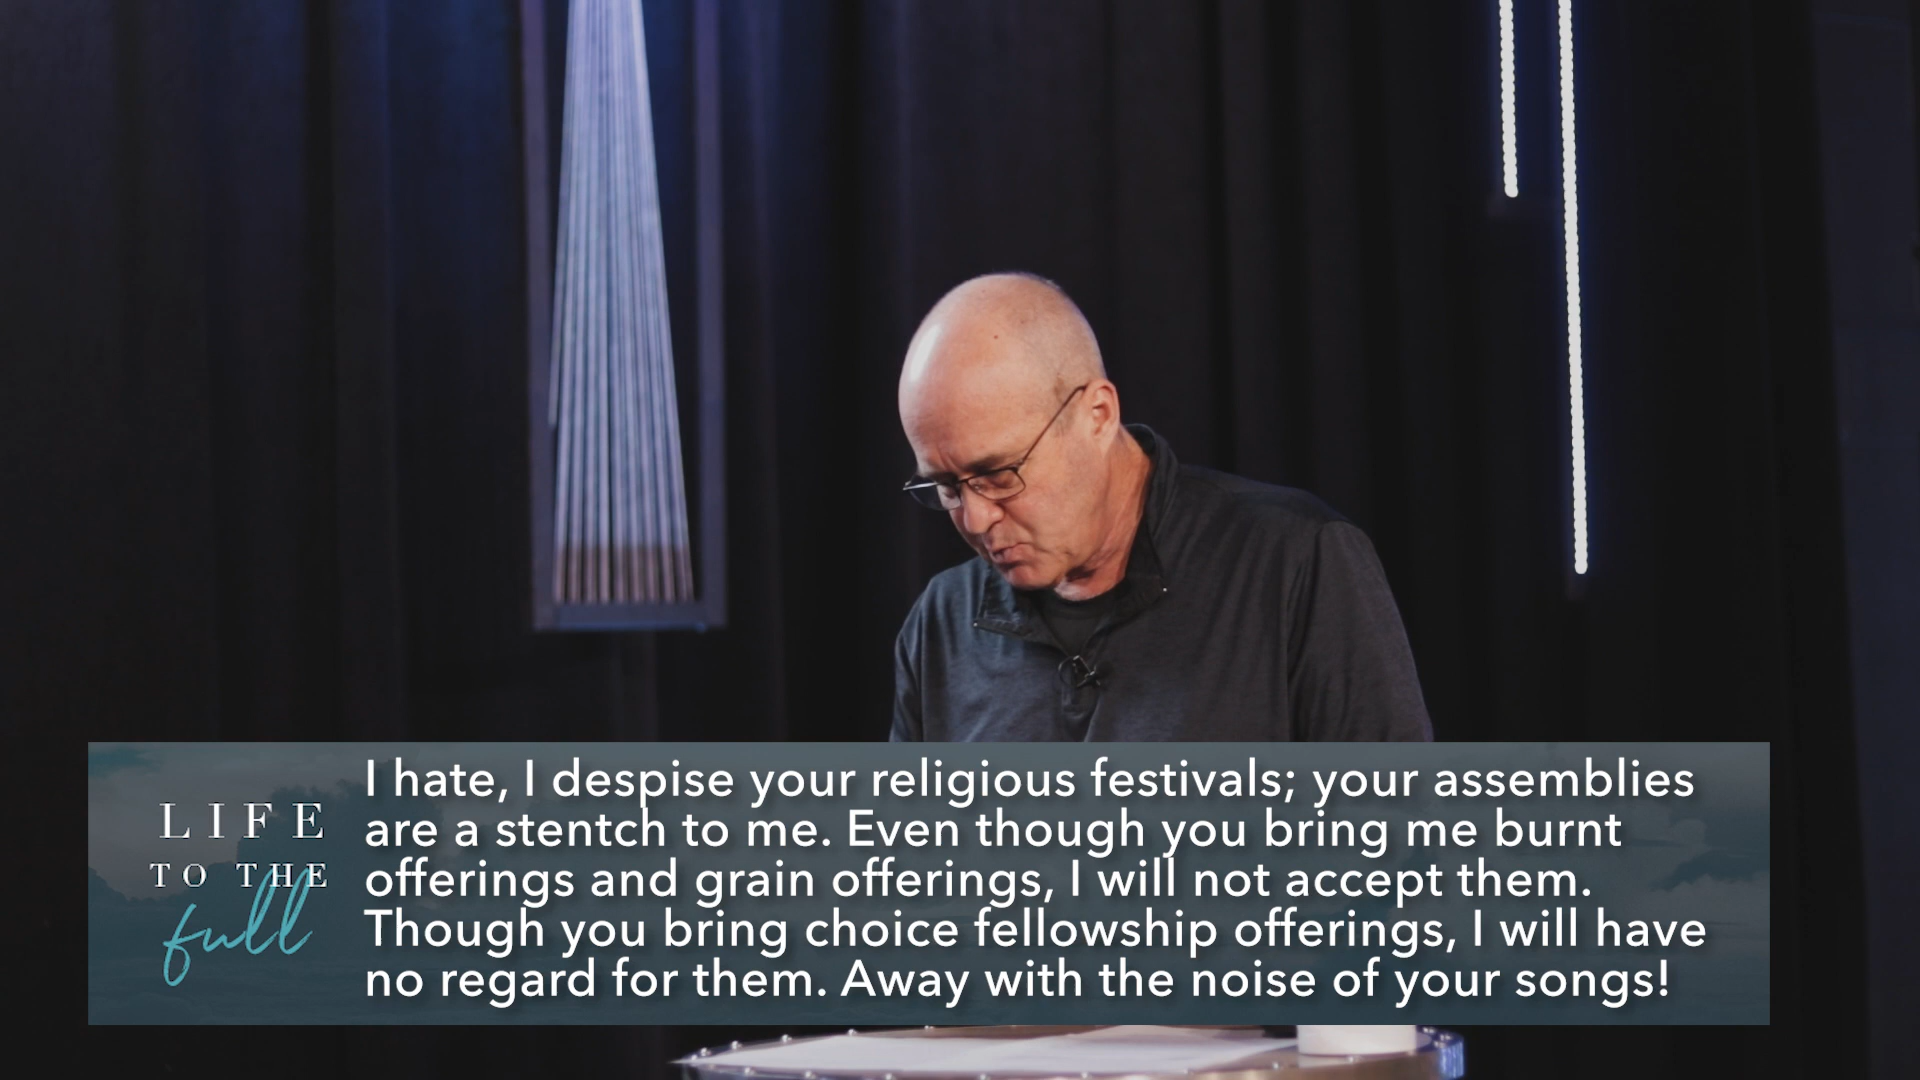 LIFE
TO THE
full
I hate, I despise your religious festivals; your assemblies
are a stentch to me. Even though you bring me burnt
offerings and grain offerings, I will not accept them.
Though you bring choice fellowship offerings, I will have
no regard for them. Away with the noise of your songs!